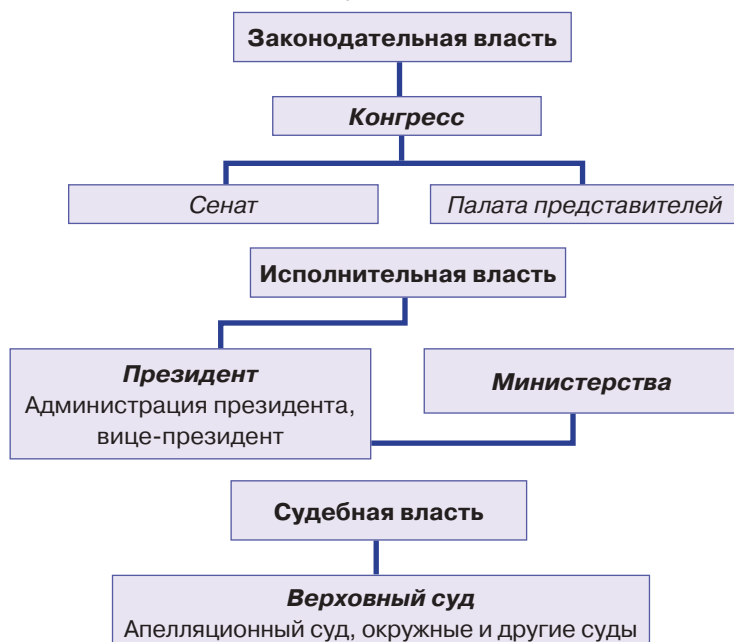 Законодательная власть
Конгресс
Сенат
Палата представителей
Исполнительная власть
Президент
Администрация президента,
вице-президент
Министерства
Судебная власть
Верховный суд
Апелляционный суд, окружные и другие суды